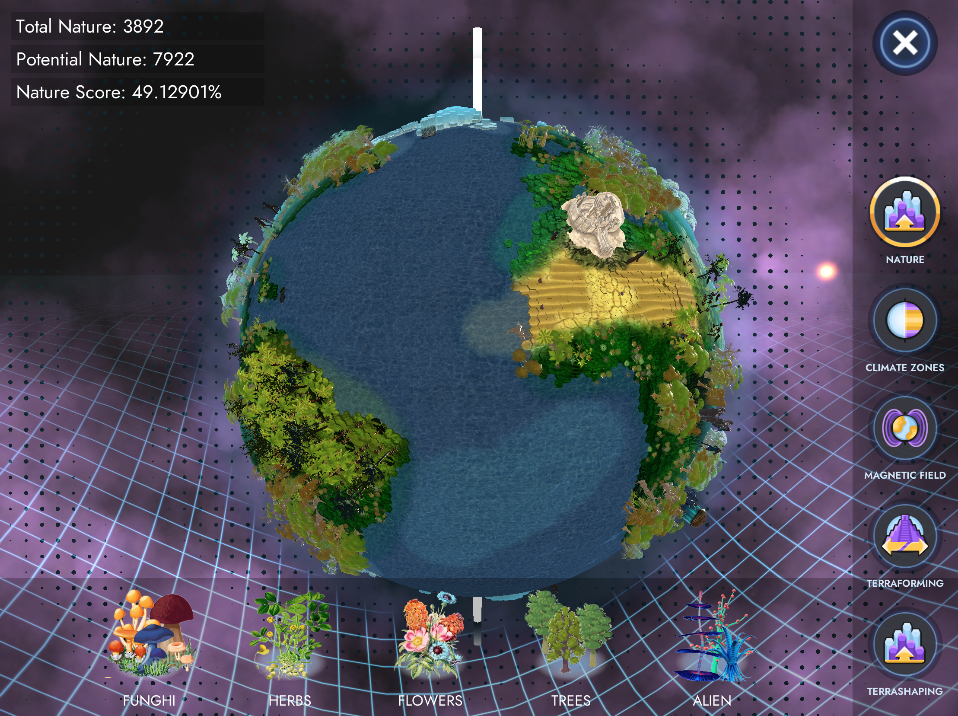 Total Nature: 3892
Potential Nature: 7922
Nature Score: 49.12901%
NATURE
CLIMATE ZONES
MAGNETIC FIELD
TERRAFORMING
TERRASHAPING
FUNGHI
HERBS
FLOWERS
TREES
ALIEN